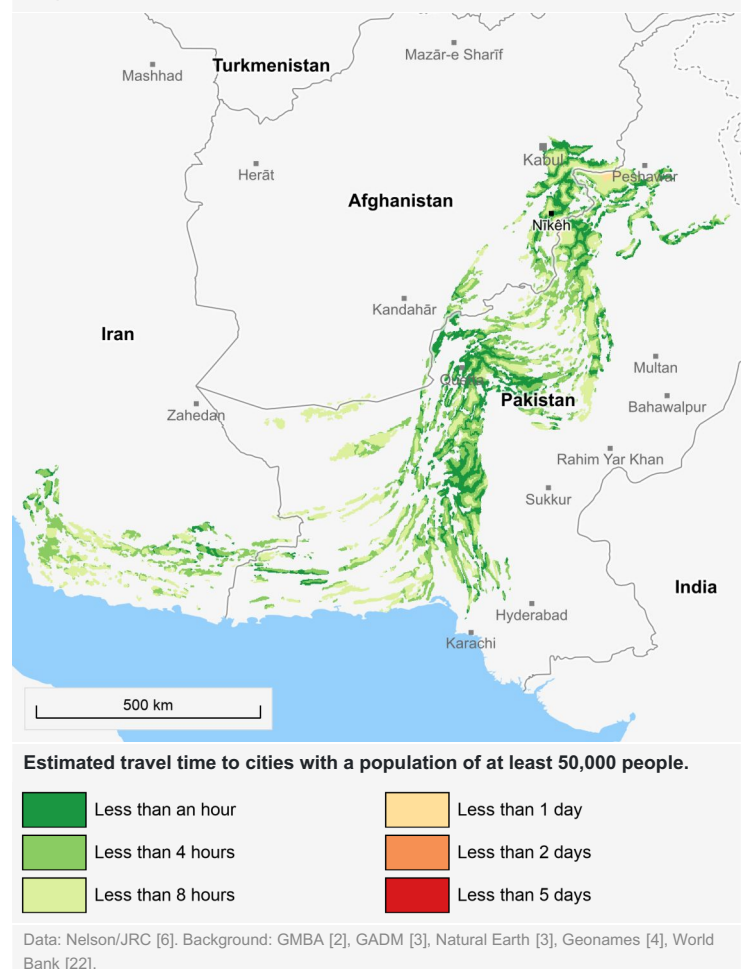 Turkmenistan
Mazār-e Sharīf
Mashhad
Kabul
Herāt
Peshawar
Afghanistan
Nīkêh
Kandahār
Iran
Multan
Quetta
Pakistan
Zahedan
Bahawalpur
Rahim Yar Khan
Sukkur
India
Hyderabad
Karachi
500 km
Estimated travel time to cities with a population of at least 50,000 people.
Less than an hour
Less than 1 day
Less than 4 hours
Less than 2 days
Less than 8 hours
Less than 5 days
Data: Nelson/JRC [6]. Background: GMBA [2], GADM [3], Natural Earth [3], Geonames [4], World
Bank [22].